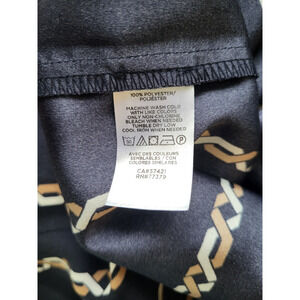 100% POLYESTER/
POLIÉSTER
MACHINE WASH COLD
WITH LIKE COLORS
ONLY NON-CHLORINE
BLEACH WHEN NEEDED
TUMBLE DRY LOW
COOL IRON WHEN NEEDED
AVEC DES COULEURS
SEMBLABLES / CON
COLORES SIMILARES
CA#37421
RN#77379